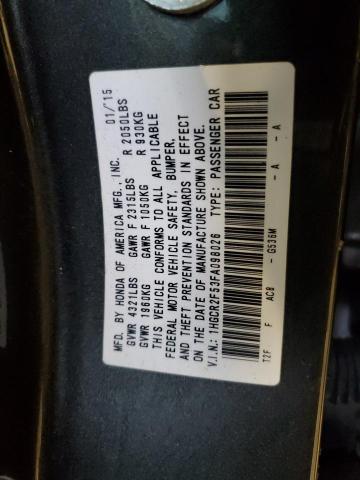 MFD. BY HONDA OF AMERICA MFG., INC. 01/15
GVWR 4321LBS GAWR F 2315LBS R 2050LBS
GVWR 1960KG GAWR F 1050KG R 930KG
THIS VEHICLE CONFORMS TO ALL APPLICABLE
FEDERAL MOTOR VEHICLE SAFETY, BUMPER,
AND THEFT PREVENTION STANDARDS IN EFFECT
ON THE DATE OF MANUFACTURE SHOWN ABOVE.
V.I.N.: 1HGCR2F53FA098026 TYPE: PASSENGER CAR
T2F F AC8 - G536M - A - A